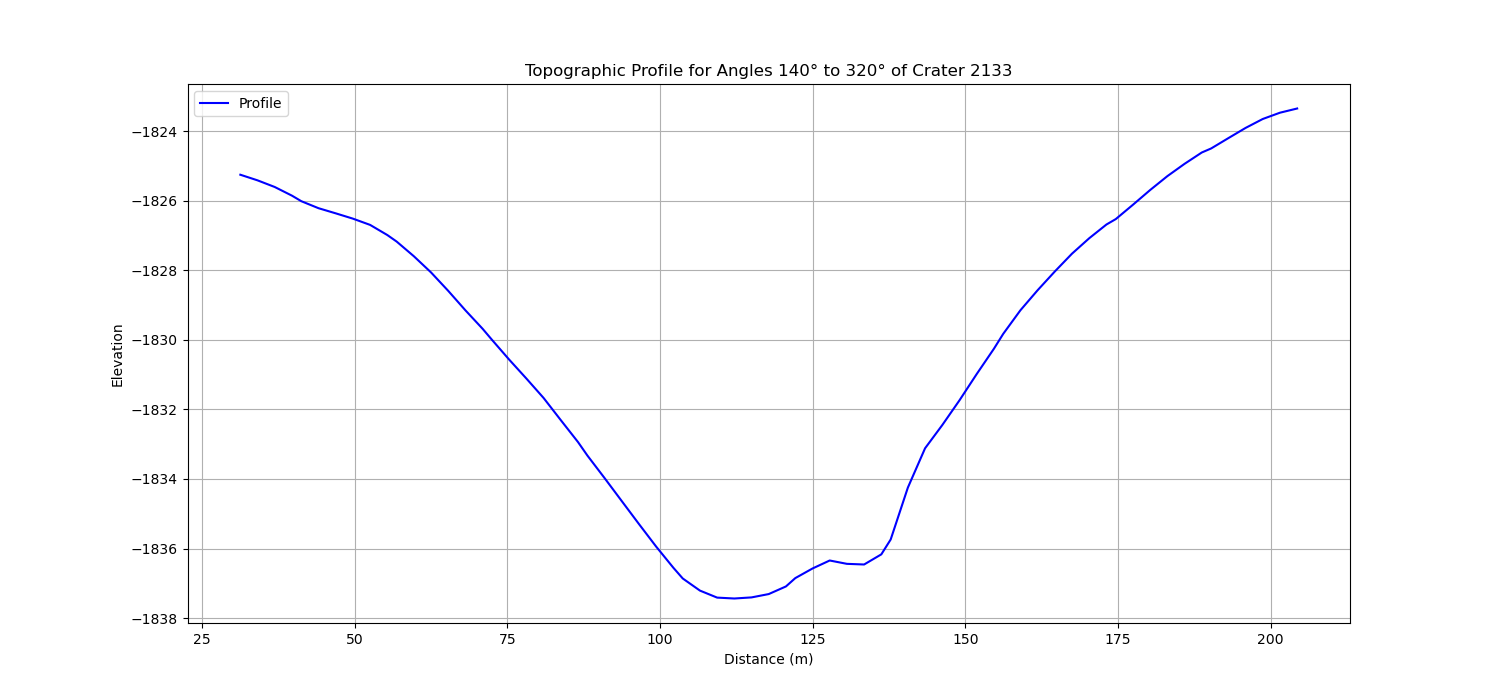 Topographic Profile for Angles 140° to 320° of Crater 2133
Profile
−1824
−1826
−1828
−1830
−1832
−1834
−1836
−1838
Elevation
25 50 75 100 125 150 175 200
Distance (m)